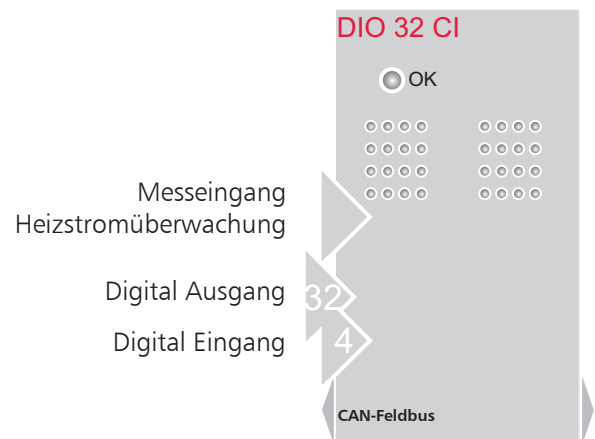 DIO 32 CI
OK
Messeingang
Heizstromüberwachung
Digital Ausgang
32
Digital Eingang
4
CAN-Feldbus